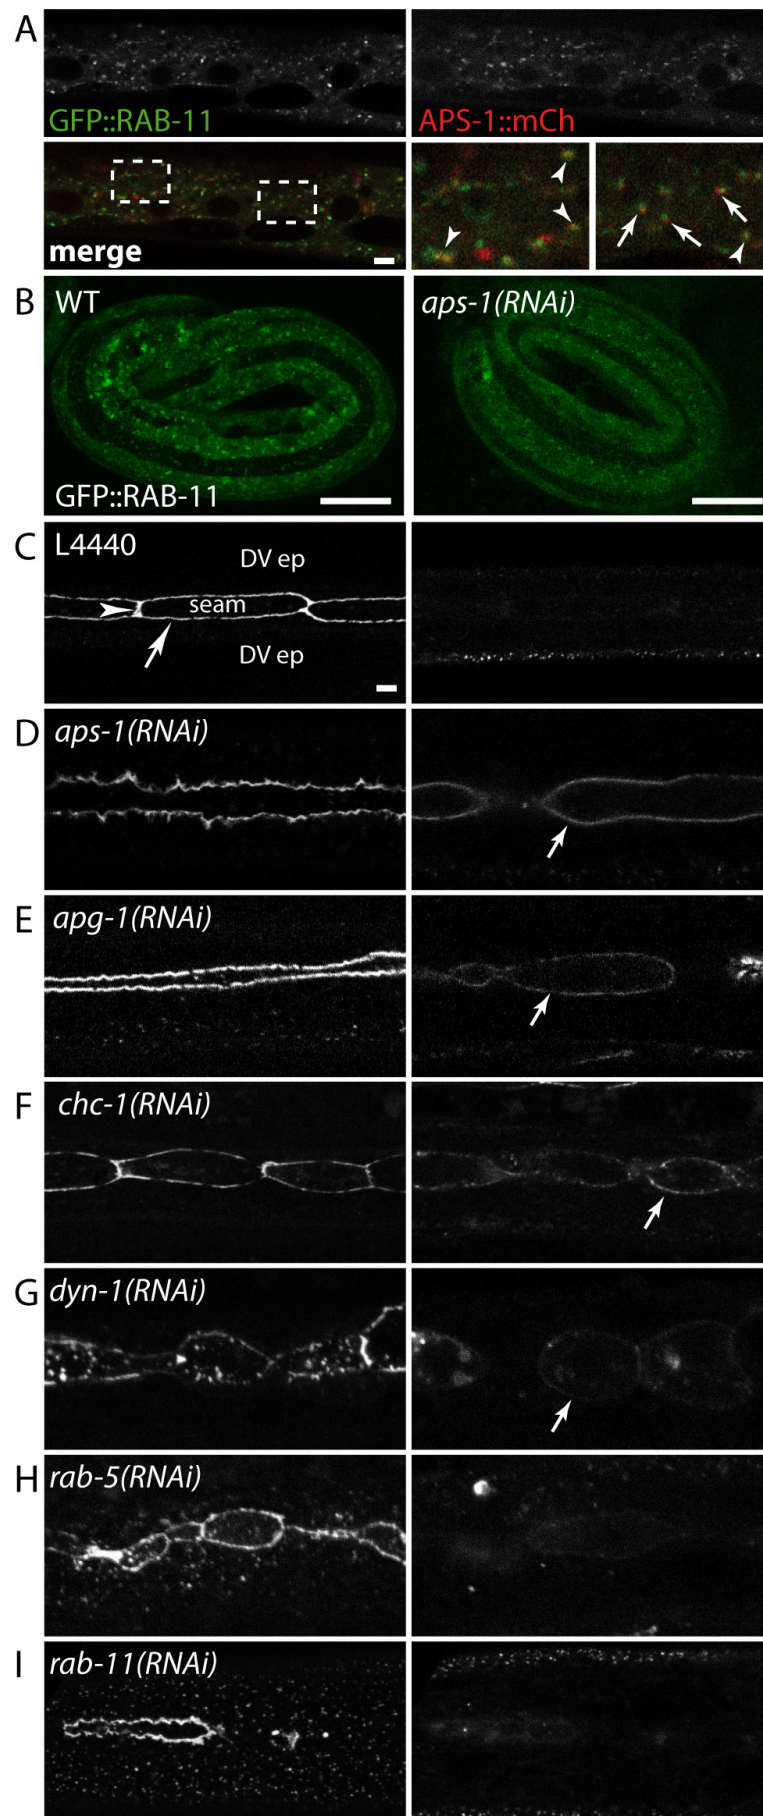 A
GFP::RAB-11
APS-1::mCh
merge
B
WT
aps-1(RNAi)
GFP::RAB-11
C
L4440
DV ep
seam
DV ep
D
aps-1(RNAi)
E
apg-1(RNAi)
F
chc-1(RNAi)
G
dyn-1(RNAi)
H
rab-5(RNAi)
I
rab-11(RNAi)